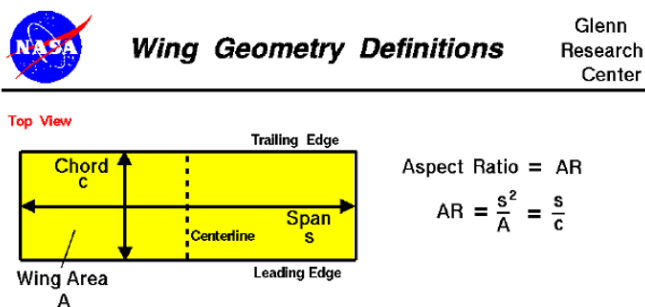 NASA
Wing Geometry Definitions
Glenn
Research
Center
Top View
Trailing Edge
Chord
c
Span
s
Centerline
Leading Edge
Wing Area
A
Aspect Ratio = AR
AR = s²/A = s/c